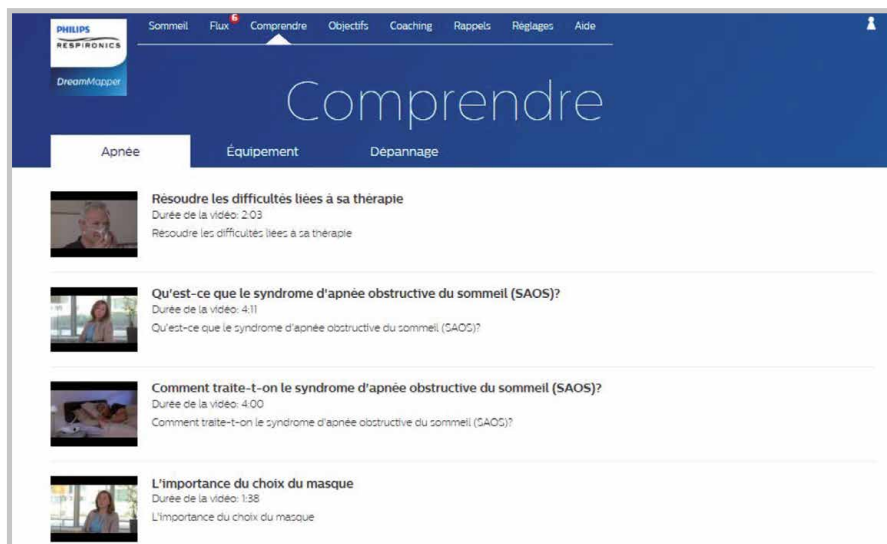 PHILIPS
RESPIRONICS
DreamMapper
Sommeil Flux 6 Comprendre Objectifs Coaching Rappels Réglages Aide
Comprendre
Apnée Équipement Dépannage
Résoudre les difficultés liées à sa thérapie
Durée de la vidéo: 2:03
Résoudre les difficultés liées à sa thérapie
Qu'est-ce que le syndrome d'apnée obstructive du sommeil (SAOS)?
Durée de la vidéo: 4:11
Qu'est-ce que le syndrome d'apnée obstructive du sommeil (SAOS)?
Comment traite-t-on le syndrome d'apnée obstructive du sommeil (SAOS)?
Durée de la vidéo: 4:00
Comment traite-t-on le syndrome d'apnée obstructive du sommeil (SAOS)?
L'importance du choix du masque
Durée de la vidéo: 1:38
L'importance du choix du masque